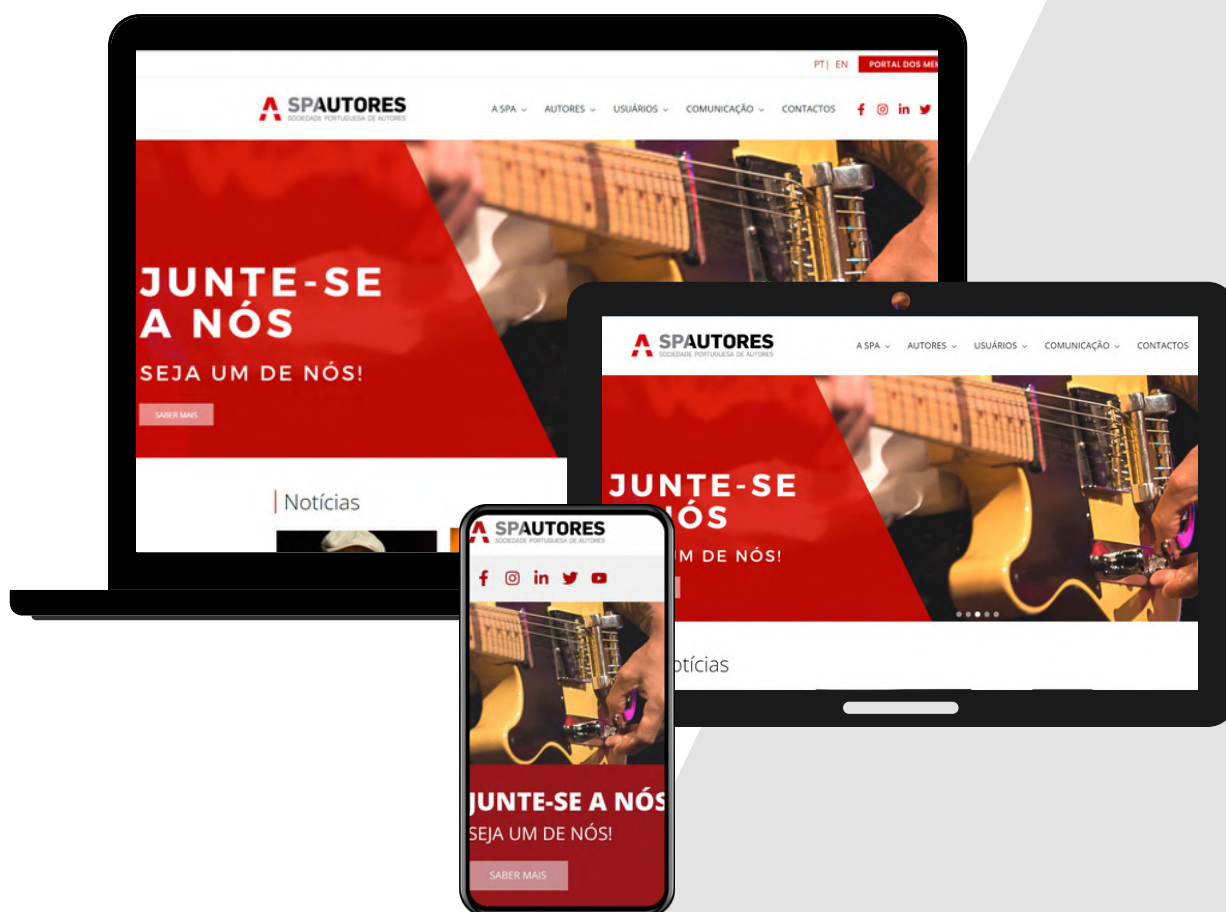 PT| EN PORTAL DOS
SPAUTORES
SOCIEDADE PORTUGUESA DE AUTORES
A SPA AUTORES USUÁRIOS COMUNICAÇÃO CONTACTOS
JUNTE-SE
A NÓS
SEJA UM DE NÓS!
SABER MAIS
Notícias
SPAUTORES
SOCIEDADE PORTUGUESA DE AUTORES
A SPA AUTORES USUÁRIOS COMUNICAÇÃO CONTACTOS
JUNTE-SE
NÓS
UM DE NÓS!
otícias
SPAUTORES
SOCIEDADE PORTUGUESA DE AUTORES
JUNTE-SE A NÓS
SEJA UM DE NÓS!
SABER MAIS